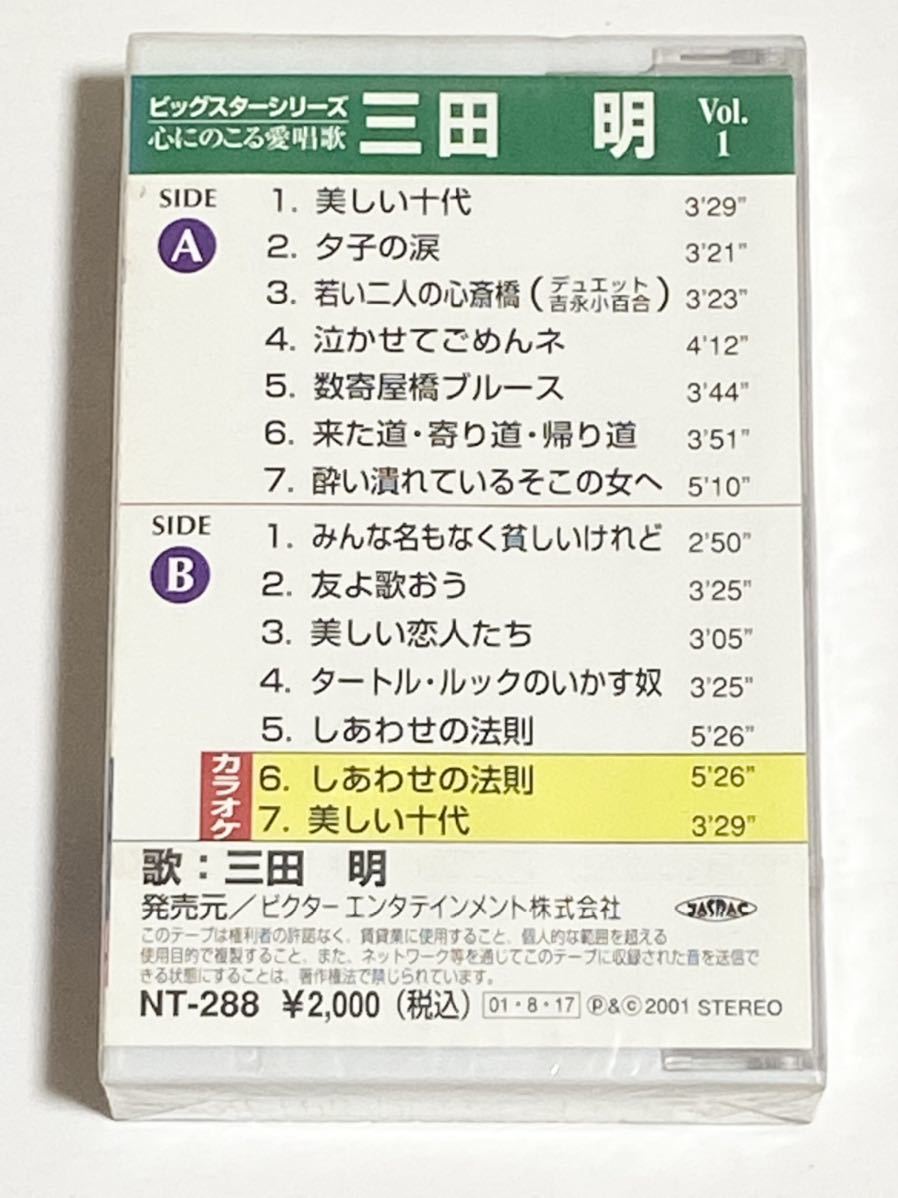 ビッグスターシリーズ
心にのこる愛唱歌
三田 明
Vol.
1
SIDE
A
1. 美しい十代 3'29"
2. 夕子の涙 3'21"
3. 若い二人の心斎橋 (デュエット 吉永小百合) 3'23"
4. 泣かせてごめんネ 4'12"
5. 数寄屋橋ブルース 3'44"
6. 来た道・寄り道・帰り道 3'51"
7. 酔い潰れているそこの女へ 5'10"
SIDE
B
1. みんな名もなく貧しいけれど 2'50"
2. 友よ歌おう 3'25"
3. 美しい恋人たち 3'05"
4. タートル・ルックのいかす奴 3'25"
5. しあわせの法則 5'26"
カラオケ
6. しあわせの法則 5'26"
7. 美しい十代 3'29"
歌：三田 明
発売元／ビクターエンタテインメント株式会社 JASRAC
このテープは権利者の許諾なく、賃貸業に使用すること、個人的な範囲を超える
使用目的で複製すること、また、ネットワーク等を通じてこのテープに収録された音を送信で
きる状態にすることは、著作権法で禁じられています。
NT-288 ¥2,000（税込） 01・8・17 ℗&©2001 STEREO